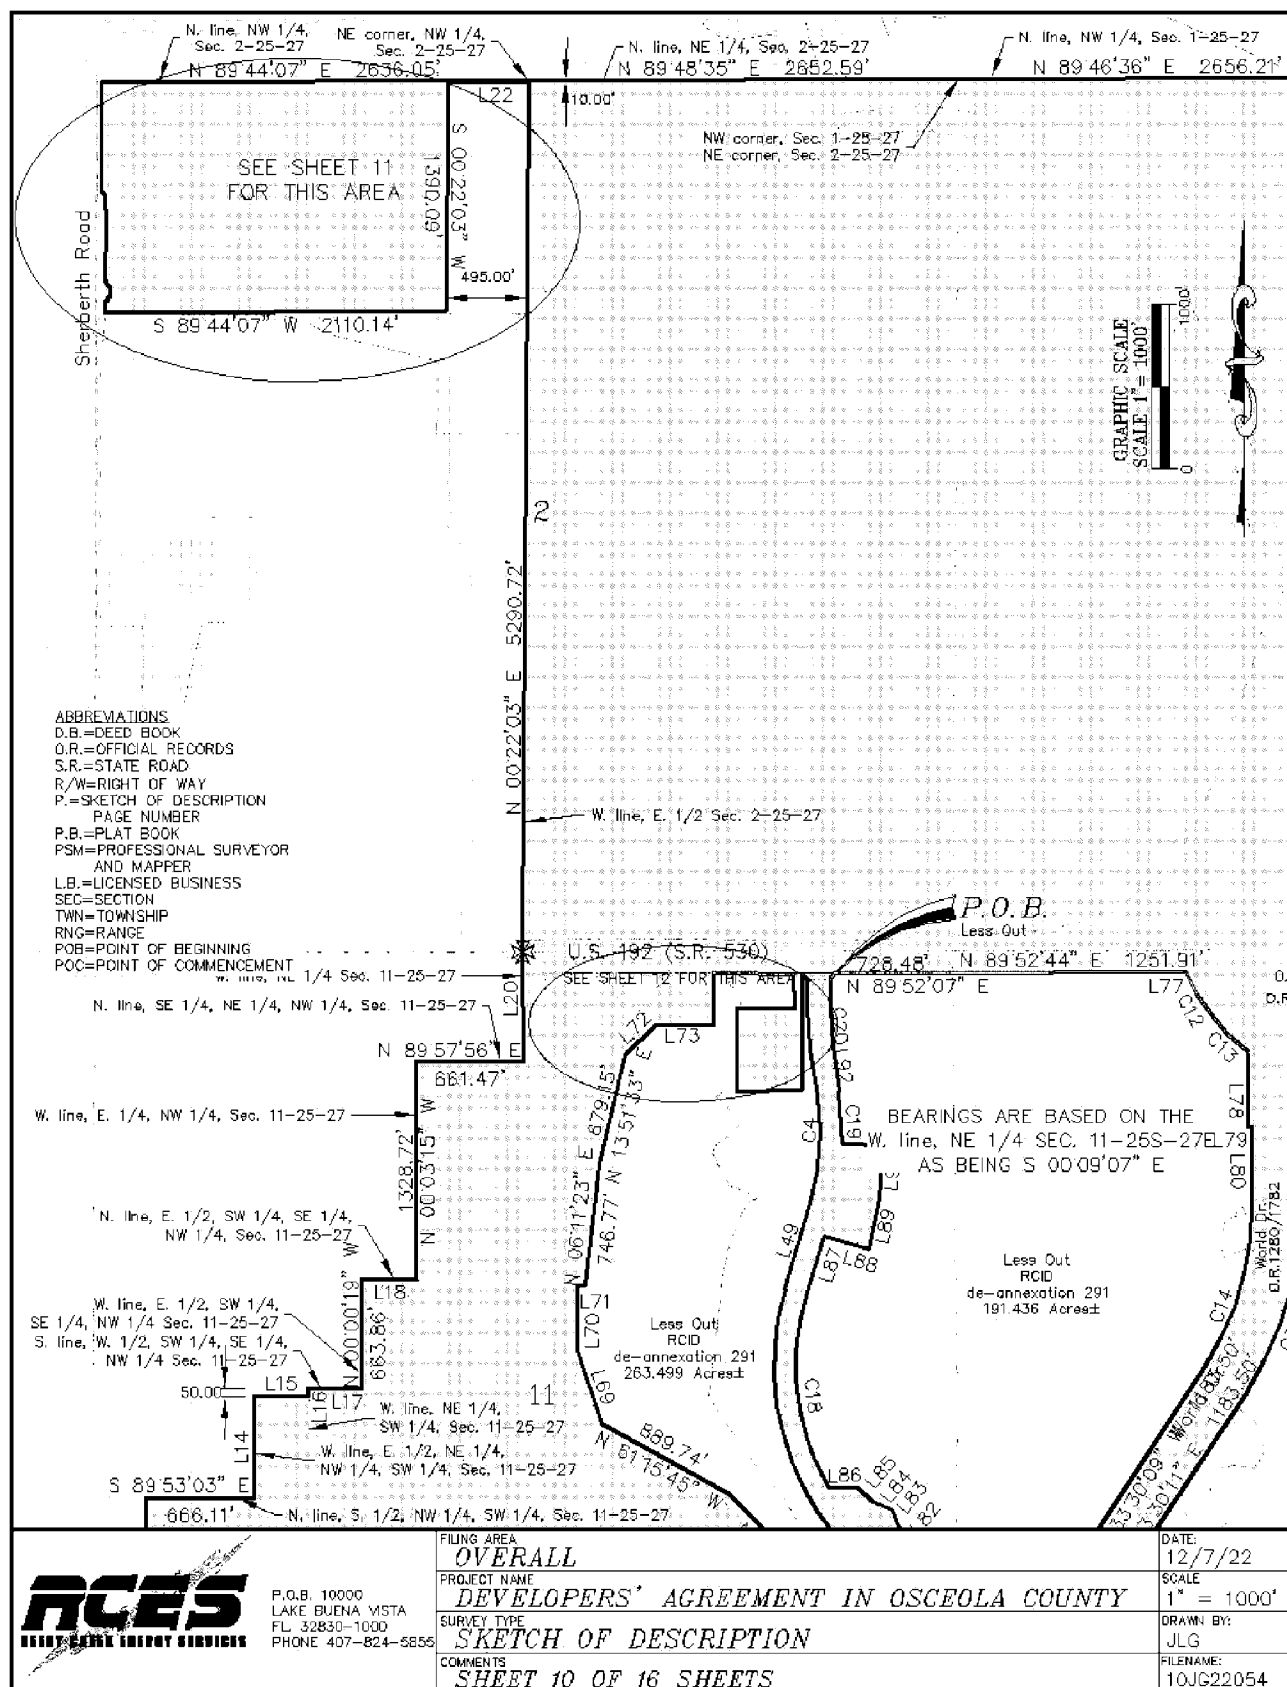 N. line, NW 1/4,
Sec. 2-25-27
NE corner, NW 1/4,
Sec. 2-25-27
N. line, NE 1/4, Sec. 2-25-27
N. line, NW 1/4, Sec. 1-25-27
N 89°44'07" E 2636.05'
N 89°48'35" E 2652.59'
N 89°46'36" E 2656.21'
L22
10.00'
NW corner, Sec. 1-25-27
NE corner, Sec. 2-25-27
SEE SHEET 11
FOR THIS AREA
S 00°22'03" W
1390.09'
495.00'
Sherberth Road
S 89°44'07" W 2110.14'
GRAPHIC SCALE
SCALE 1" = 1000'
1000'
0
2
N 00°22'03" E 5290.72'
ABBREVIATIONS
D.B.=DEED BOOK
O.R.=OFFICIAL RECORDS
S.R.=STATE ROAD
R/W=RIGHT OF WAY
P.=SKETCH OF DESCRIPTION
PAGE NUMBER
P.B.=PLAT BOOK
PSM=PROFESSIONAL SURVEYOR
AND MAPPER
L.B.=LICENSED BUSINESS
SEC=SECTION
TWN=TOWNSHIP
RNG=RANGE
POB=POINT OF BEGINNING
POC=POINT OF COMMENCEMENT
W. line, E. 1/2 Sec. 2-25-27
P.O.B.
Less Out
U.S. 192 (S.R. 530)
SEE SHEET 12 FOR THIS AREA
728.48'
N 89°52'44" E 1251.91'
N 89°52'07" E
L77
W. line, NE 1/4 Sec. 11-25-27
L20
N. line, SE 1/4, NE 1/4, NW 1/4, Sec. 11-25-27
N 89°57'56" E
661.47'
L72
L73
C12
C13
L78
L79
L80
C19
C4
W. line, E. 1/4, NW 1/4, Sec. 11-25-27
1328.72'
N 00°03'15" W
879.15'
N 13°51'33" E
N 06°11'23" E
746.77'
BEARINGS ARE BASED ON THE
W. line, NE 1/4 SEC. 11-25S-27E
AS BEING S 00°09'07" E
N. line, E. 1/2, SW 1/4, SE 1/4,
NW 1/4, Sec. 11-25-27
L18
L49
L87
L88
L89
World Dr.
O.R.1280/1782
Less Out
RCID
de-annexation 291
191.436 Acres±
C14
W. line, E. 1/2, SW 1/4,
SE 1/4, NW 1/4 Sec. 11-25-27
S. line, W. 1/2, SW 1/4, SE 1/4,
NW 1/4 Sec. 11-25-27
N 00°00'19" W
663.86'
L71
L70
L69
Less Out
RCID
de-annexation 291
263.499 Acres±
50.00'
L15
L16
L17
11
W. line, NE 1/4,
SW 1/4, Sec. 11-25-27
L14
W. line, E. 1/2, NE 1/4,
NW 1/4, SW 1/4, Sec. 11-25-27
889.74'
C18
L86
L85
L84
L83
L82
1183.50'
S 89°53'03" E
666.11'
N. line, S. 1/2, NW 1/4, SW 1/4, Sec. 11-25-27
RCES
REEDY CREEK ENERGY SERVICES
P.O.B. 10000
LAKE BUENA VISTA
FL. 32830-1000
PHONE 407-824-5855
FILING AREA
OVERALL
PROJECT NAME
DEVELOPERS' AGREEMENT IN OSCEOLA COUNTY
SURVEY TYPE
SKETCH OF DESCRIPTION
COMMENTS
SHEET 10 OF 16 SHEETS
DATE:
12/7/22
SCALE
1" = 1000'
DRAWN BY:
JLG
FILENAME:
10JG22054